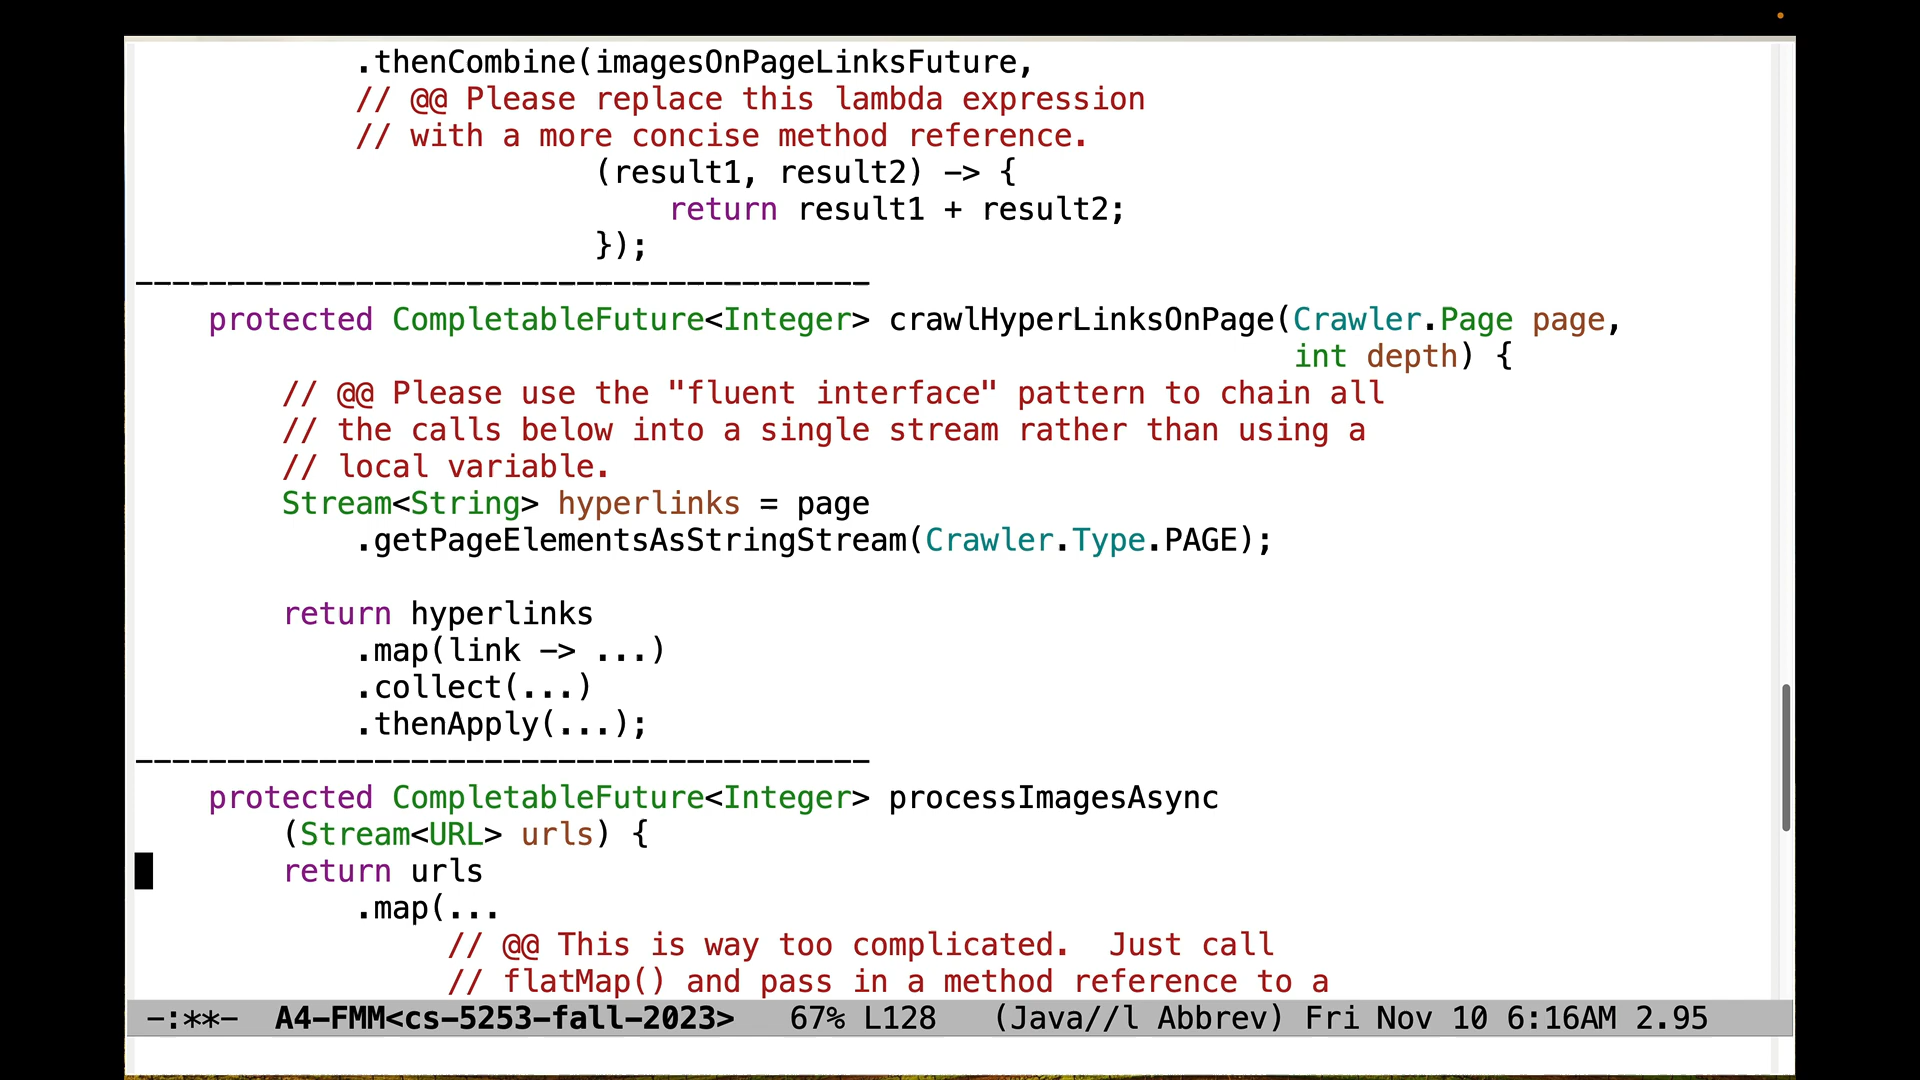 .thenCombine(imagesOnPageLinksFuture,
// @@ Please replace this lambda expression
// with a more concise method reference.
(result1, result2) -> {
return result1 + result2;
});
----------------------------------------
protected CompletableFuture<Integer> crawlHyperLinksOnPage(Crawler.Page page,
int depth) {
// @@ Please use the "fluent interface" pattern to chain all
// the calls below into a single stream rather than using a
// local variable.
Stream<String> hyperlinks = page
.getPageElementsAsStringStream(Crawler.Type.PAGE);
return hyperlinks
.map(link -> ...)
.collect(...)
.thenApply(...);
----------------------------------------
protected CompletableFuture<Integer> processImagesAsync
(Stream<URL> urls) {
return urls
.map(...
// @@ This is way too complicated.  Just call
// flatMap() and pass in a method reference to a
-:**-  A4-FMM<cs-5253-fall-2023>   67% L128   (Java//l Abbrev) Fri Nov 10 6:16AM 2.95